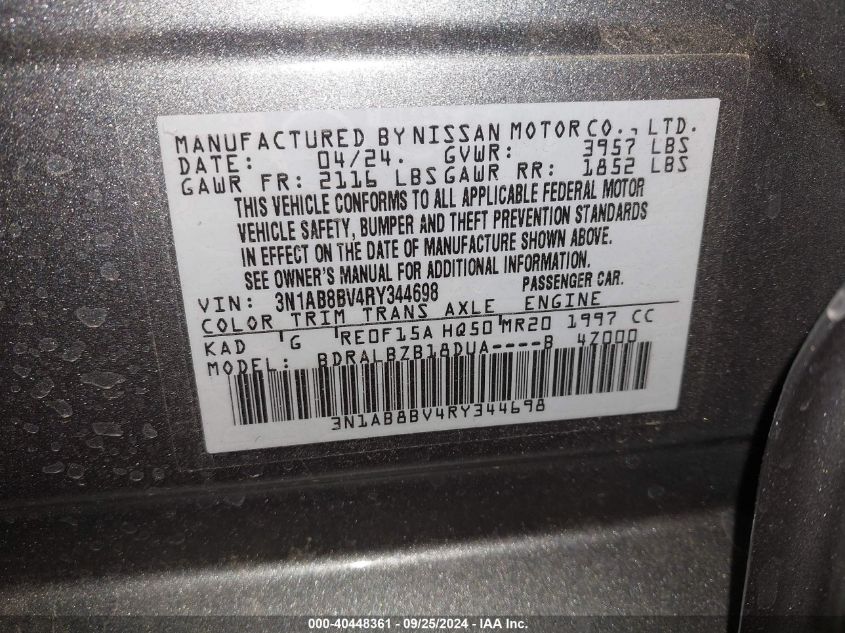 MANUFACTURED BY NISSAN MOTOR CO., LTD.
DATE: 04/24. GVWR: 3957 LBS
GAWR FR: 2116 LBS GAWR RR: 1852 LBS
THIS VEHICLE CONFORMS TO ALL APPLICABLE FEDERAL MOTOR
VEHICLE SAFETY, BUMPER AND THEFT PREVENTION STANDARDS
IN EFFECT ON THE DATE OF MANUFACTURE SHOWN ABOVE.
SEE OWNER'S MANUAL FOR ADDITIONAL INFORMATION.
VIN: 3N1AB8BV4RY344698 PASSENGER CAR.
COLOR TRIM TRANS AXLE ENGINE
KAD G RE0F15A HQ50 MR20 1997 CC
MODEL: BDRALBZB18DUA----B 4Z000
3N1AB8BV4RY344698
000-40448361 - 09/25/2024 - IAA Inc.